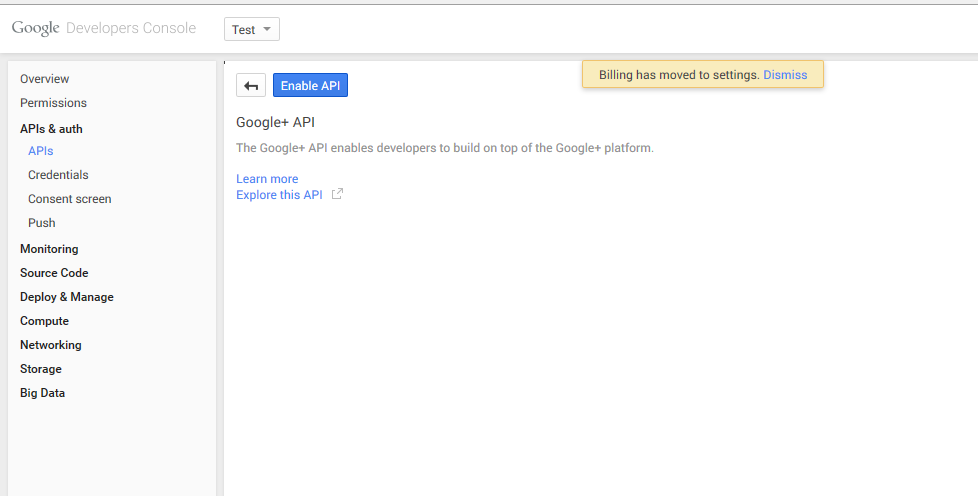 Google Developers Console
Test
Billing has moved to settings. Dismiss
Overview
Permissions
APIs & auth
APIs
Credentials
Consent screen
Push
Monitoring
Source Code
Deploy & Manage
Compute
Networking
Storage
Big Data
Enable API
Google+ API
The Google+ API enables developers to build on top of the Google+ platform.
Learn more
Explore this API